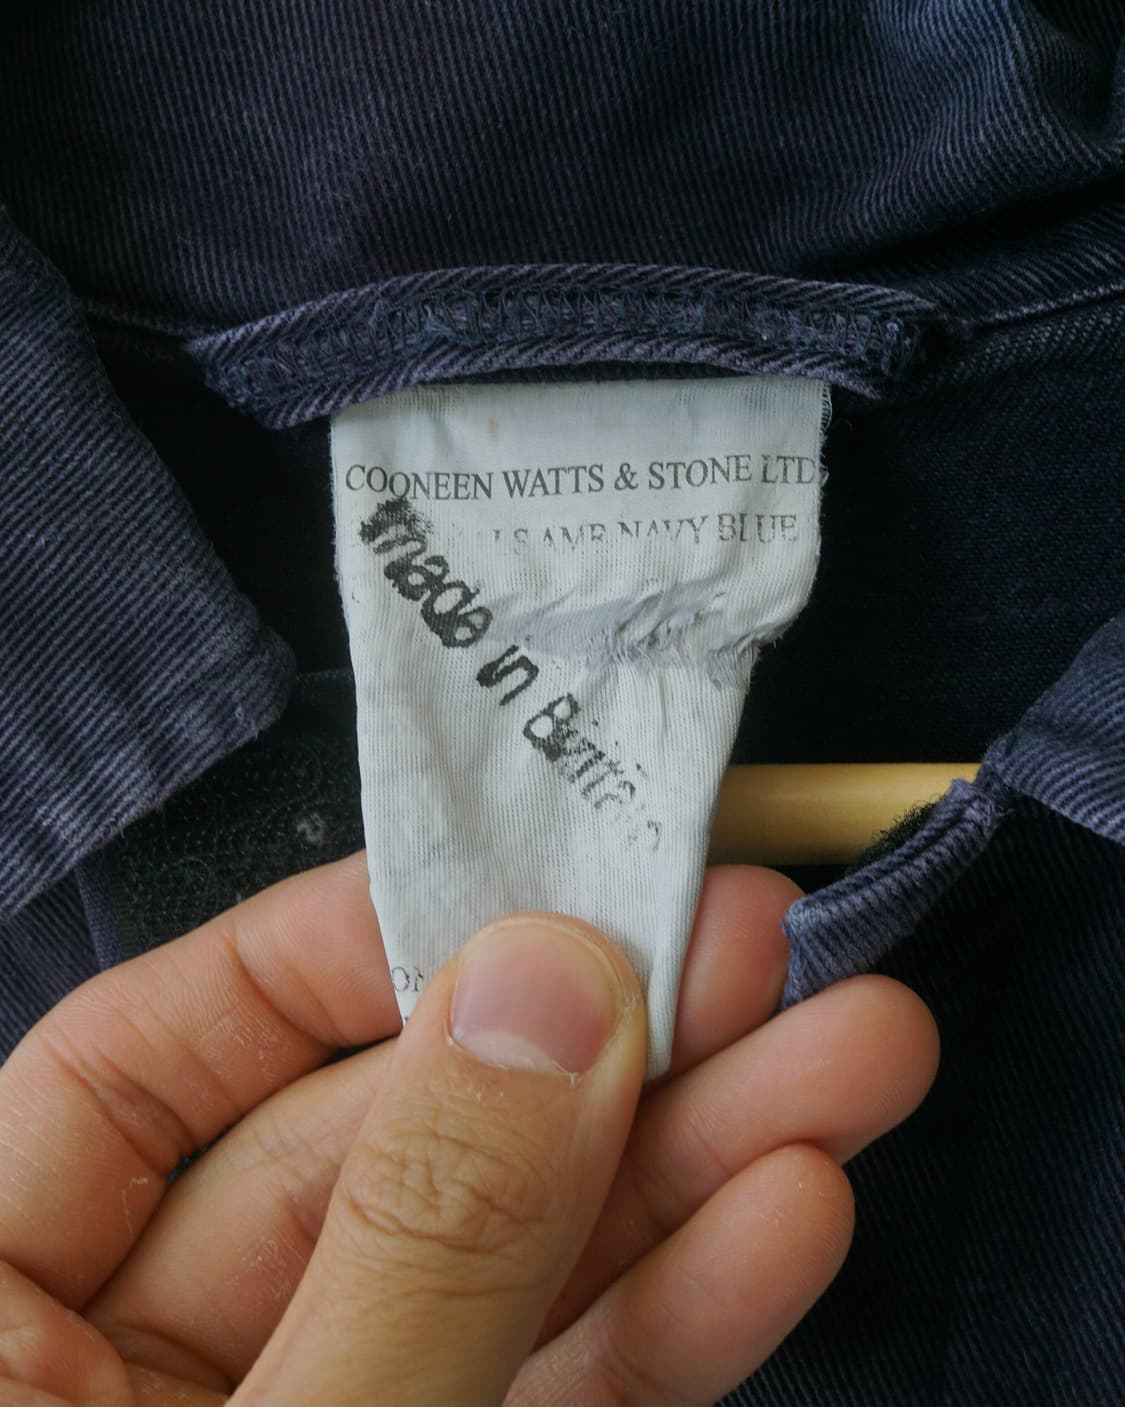 COONEEN WATTS & STONE LTD
NAVY BLUE
made in Britain